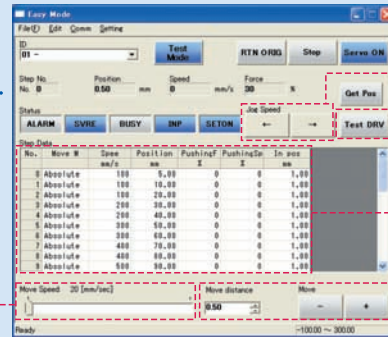 Easy Mode
File(F) Edit Comm Setting
ID
01 -
Test Mode
RTN ORIG Stop Servo ON
Step No. Position Speed Force
No. 0 0.50 mm 0 mm/s 30 %
Get Pos
Status Jog Speed
ALARM SVRE BUSY INP SETON ← → Test DRV
Step Data
No. Move M Spee Position PushingF PushingSp In pos
mm/s mm % % mm
0 Absolute 100 5.00 0 0 1.00
1 Absolute 100 10.00 0 0 1.00
2 Absolute 100 20.00 0 0 1.00
3 Absolute 200 30.00 0 0 1.00
4 Absolute 200 40.00 0 0 1.00
5 Absolute 300 50.00 0 0 1.00
6 Absolute 300 60.00 0 0 1.00
7 Absolute 400 70.00 0 0 1.00
8 Absolute 400 80.00 0 0 1.00
9 Absolute 500 90.00 0 0 1.00
Move Speed 20 [mm/sec] Move distance Move
0.50 - +
Ready -100.00 ~ 300.00